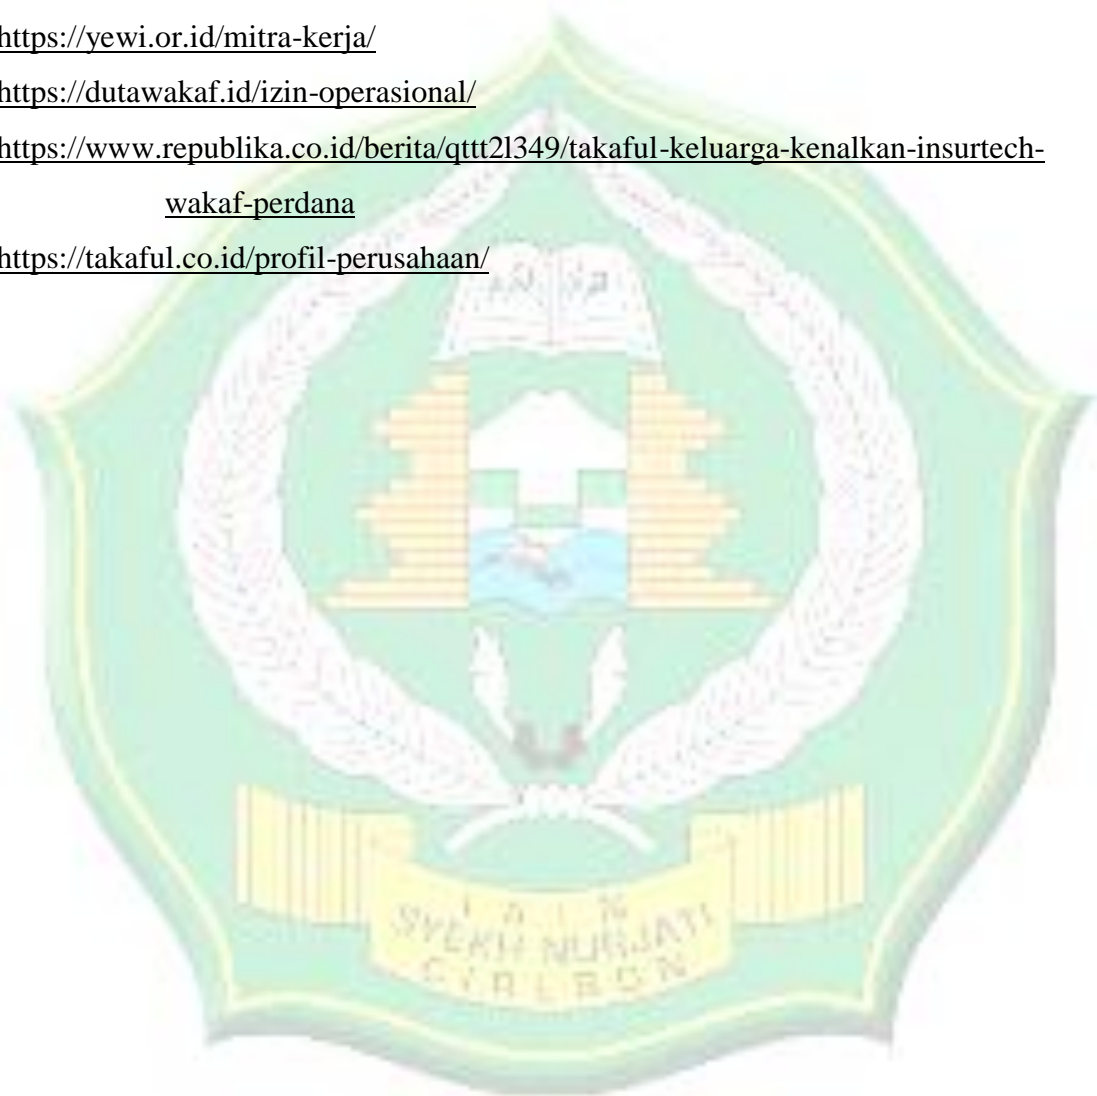 https://yewi.or.id/mitra-kerja/
https://dutawakaf.id/izin-operasional/
https://www.republika.co.id/berita/qttt2l349/takaful-keluarga-kenalkan-insurtech-
wakaf-perdana
https://takaful.co.id/profil-perusahaan/
IAIN
SYEKH NURJATI
CIREBON